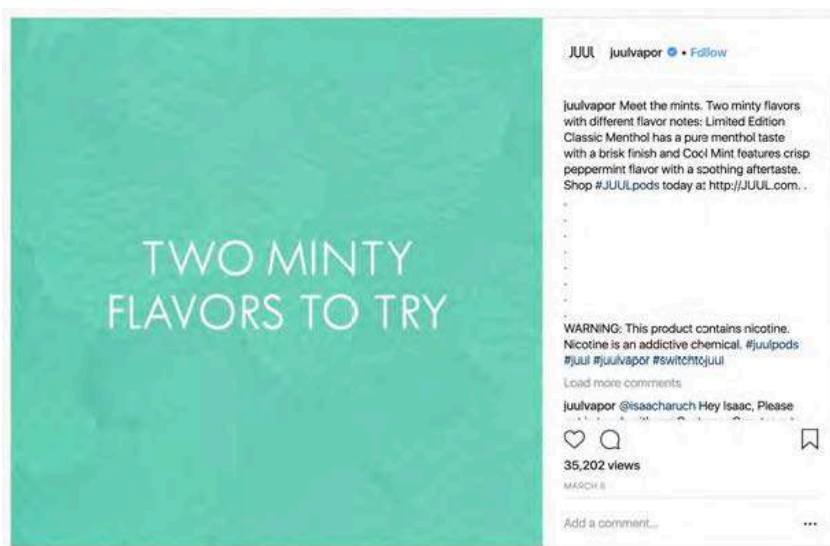 TWO MINTY
FLAVORS TO TRY
JUUL juulvapor • Follow
juulvapor Meet the mints. Two minty flavors
with different flavor notes: Limited Edition
Classic Menthol has a pure menthol taste
with a brisk finish and Cool Mint features crisp
peppermint flavor with a soothing aftertaste.
Shop #JUULpods today at http://JUUL.com. .
.
.
.
.
.
.
.
.
WARNING: This product contains nicotine.
Nicotine is an addictive chemical. #juulpods
#juul #juulvapor #switchtojuul
Load more comments
juulvapor @isaacharuch Hey Isaac, Please
35,202 views
MARCH 6
Add a comment...